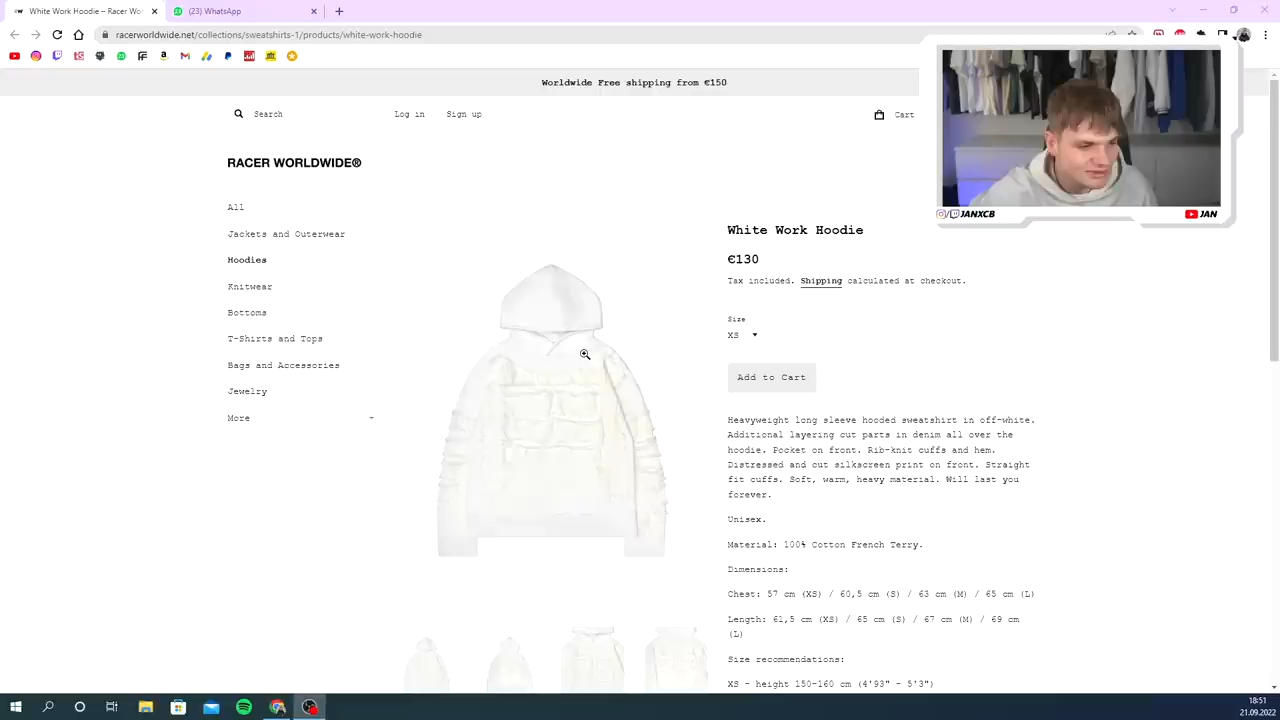 White Work Hoodie – Racer Wo
(23) WhatsApp
racerworldwide.net/collections/sweatshirts-1/products/white-work-hoodie
Worldwide Free shipping from €150
Search
Log in
Sign up
Cart
RACER WORLDWIDE®
JANXCB
JAN
All
Jackets and Outerwear
Hoodies
Knitwear
Bottoms
T-Shirts and Tops
Bags and Accessories
Jewelry
More
White Work Hoodie
€130
Tax included. Shipping calculated at checkout.
Size
XS
Add to Cart
Heavyweight long sleeve hooded sweatshirt in off-white.
Additional layering cut parts in denim all over the
hoodie. Pocket on front. Rib-knit cuffs and hem.
Distressed and cut silkscreen print on front. Straight
fit cuffs. Soft, warm, heavy material. Will last you
forever.
Unisex.
Material: 100% Cotton French Terry.
Dimensions:
Chest: 57 cm (XS) / 60,5 cm (S) / 63 cm (M) / 65 cm (L)
Length: 61,5 cm (XS) / 65 cm (S) / 67 cm (M) / 69 cm
(L)
Size recommendations:
XS - height 150-160 cm (4'93" - 5'3")
18:51
21.09.2022